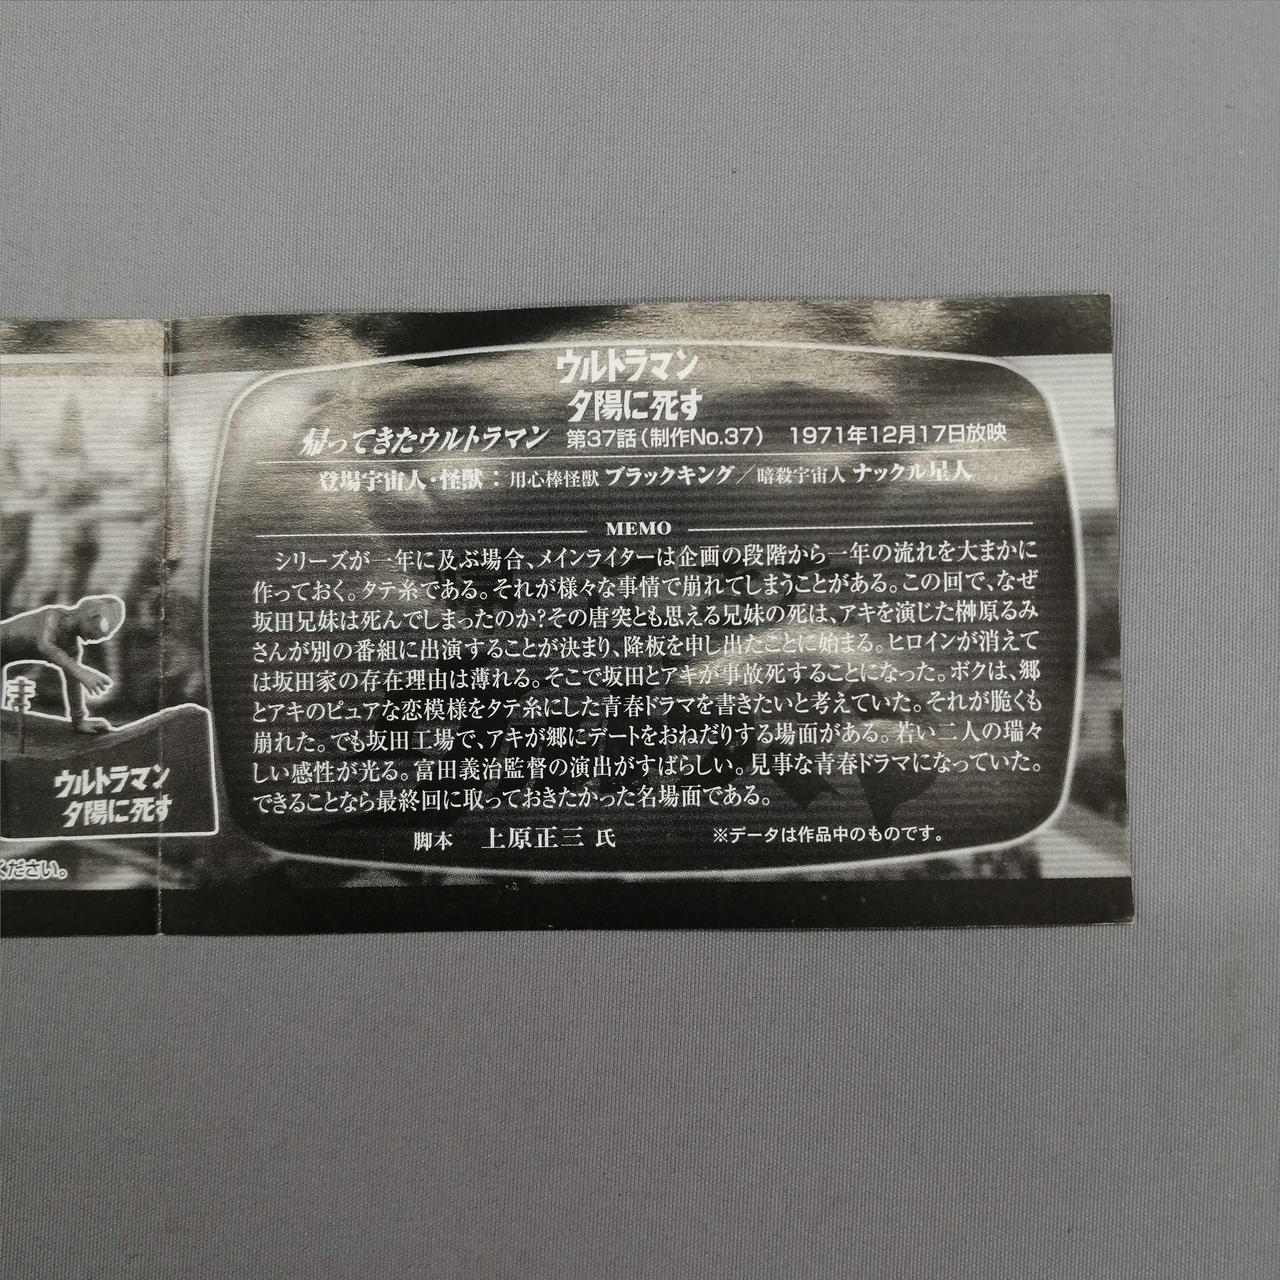 ウルトラマン
夕陽に死す
帰ってきたウルトラマン 第37話（制作No.37） 1971年12月17日放映
登場宇宙人・怪獣：用心棒怪獣 ブラックキング／暗殺宇宙人 ナックル星人
MEMO
シリーズが一年に及ぶ場合、メインライターは企画の段階から一年の流れを大まかに
作っておく。タテ糸である。それが様々な事情で崩れてしまうことがある。この回で、なぜ
坂田兄妹は死んでしまったのか?その唐突とも思える兄妹の死は、アキを演じた榊原るみ
さんが別の番組に出演することが決まり、降板を申し出たことに始まる。ヒロインが消えて
は坂田家の存在理由は薄れる。そこで坂田とアキが事故死することになった。ボクは、郷
とアキのピュアな恋模様をタテ糸にした青春ドラマを書きたいと考えていた。それが脆くも
崩れた。でも坂田工場で、アキが郷にデートをおねだりする場面がある。若い二人の瑞々
しい感性が光る。富田義治監督の演出がすばらしい。見事な青春ドラマになっていた。
できることなら最終回に取っておきたかった名場面である。
脚本 上原正三 氏 ※データは作品中のものです。
ウルトラマン
夕陽に死す
ください。